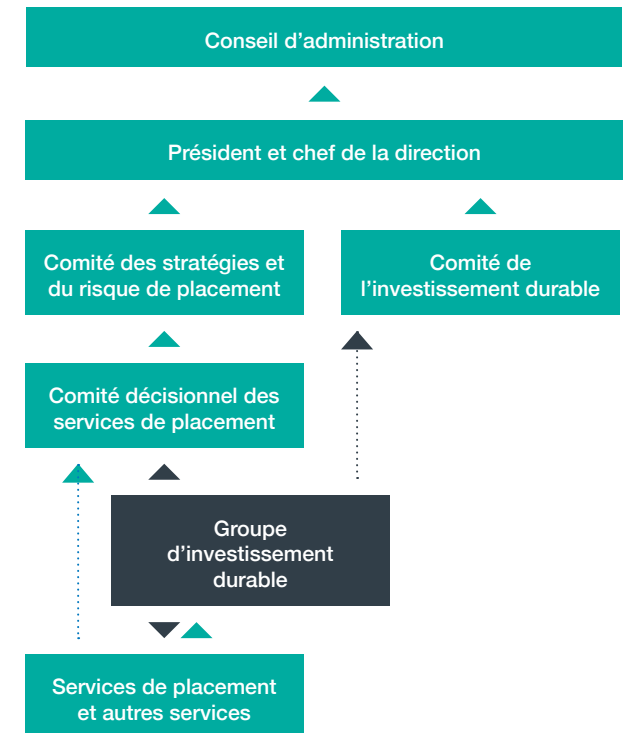 Conseil d’administration
Président et chef de la direction
Comité des stratégies et
du risque de placement
Comité de
l’investissement durable
Comité décisionnel des
services de placement
Groupe
d’investissement
durable
Services de placement
et autres services